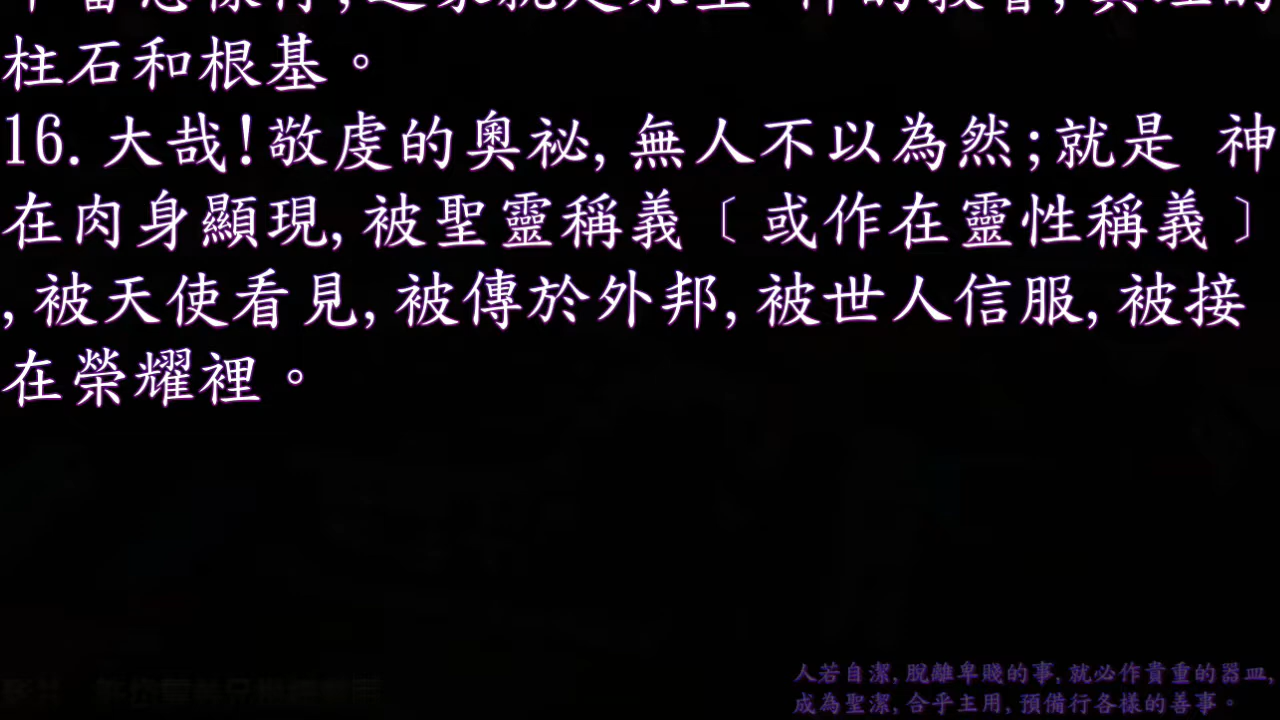 柱石和根基。
16.大哉!敬虔的奧祕,無人不以為然;就是 神
在肉身顯現,被聖靈稱義﹝或作在靈性稱義﹞
,被天使看見,被傳於外邦,被世人信服,被接
在榮耀裡。
人若自潔,脫離卑賤的事,就必作貴重的器皿,
成為聖潔,合乎主用,預備行各樣的善事。